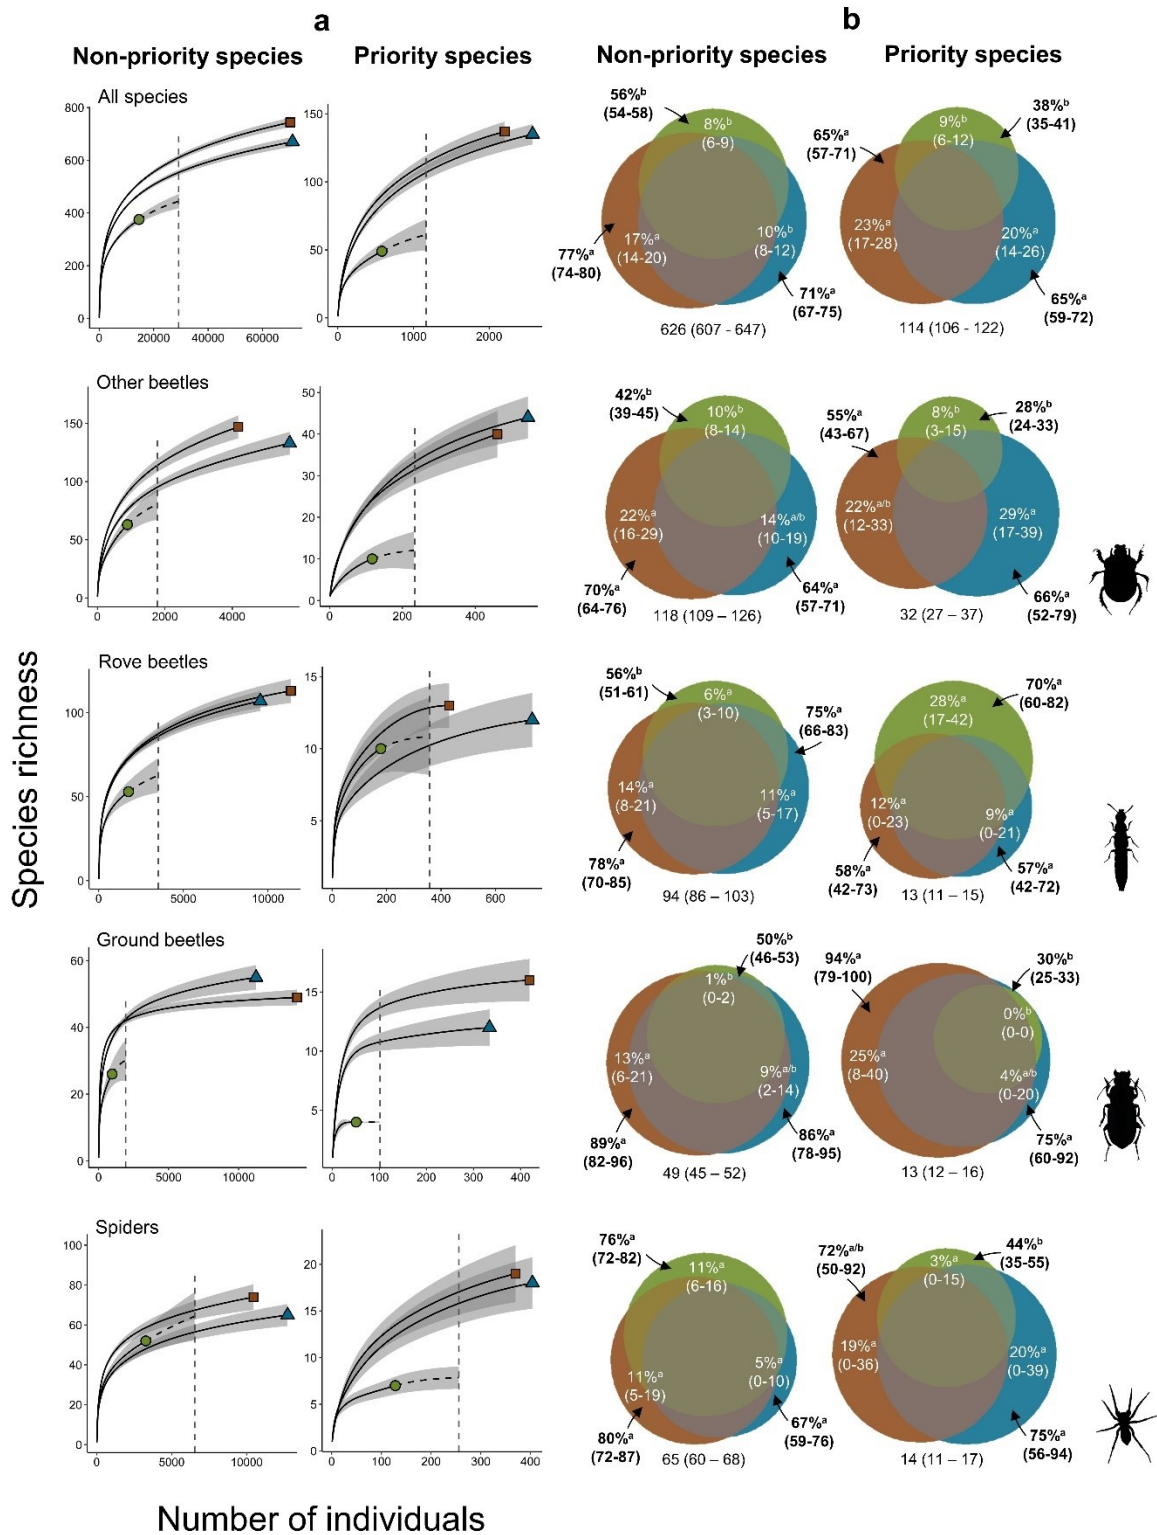 a
b
Non-priority species
Priority species
Non-priority species
Priority species
Species richness
All species
800
600
400
200
0
0
20000
40000
60000
150
100
50
0
0
1000
2000
56%b
(54-58)
8%b
(6-9)
17%a
(14-20)
10%b
(8-12)
77%a
(74-80)
71%a
(67-75)
626 (607 - 647)
65%a
(57-71)
9%b
(6-12)
38%b
(35-41)
23%a
(17-28)
20%a
(14-26)
65%a
(59-72)
114 (106 - 122)
Other beetles
150
100
50
0
0
2000
4000
50
40
30
20
10
0
0
200
400
42%b
(39-45)
10%b
(8-14)
22%a
(16-29)
14%a/b
(10-19)
70%a
(64-76)
64%a
(57-71)
118 (109 – 126)
55%a
(43-67)
8%b
(3-15)
28%b
(24-33)
22%a/b
(12-33)
29%a
(17-39)
66%a
(52-79)
32 (27 – 37)
Rove beetles
100
50
0
0
5000
10000
15
10
5
0
200
400
600
56%b
(51-61)
6%a
(3-10)
75%a
(66-83)
14%a
(8-21)
11%a
(5-17)
78%a
(70-85)
94 (86 – 103)
28%a
(17-42)
70%a
(60-82)
12%a
(0-23)
9%a
(0-21)
58%a
(42-73)
57%a
(42-72)
13 (11 – 15)
Ground beetles
60
40
20
0
0
5000
10000
15
10
5
0
100
200
300
400
50%b
(46-53)
1%b
(0-2)
13%a
(6-21)
9%a/b
(2-14)
89%a
(82-96)
86%a
(78-95)
49 (45 – 52)
94%a
(79-100)
30%b
(25-33)
0%b
(0-0)
25%a
(8-40)
4%a/b
(0-20)
75%a
(60-92)
13 (12 – 16)
Spiders
100
80
60
40
20
0
0
5000
10000
20
15
10
5
0
0
100
200
300
400
76%a
(72-82)
11%a
(6-16)
11%a
(5-19)
5%a
(0-10)
80%a
(72-87)
67%a
(59-76)
65 (60 – 68)
72%a/b
(50-92)
3%a
(0-15)
44%b
(35-55)
19%a
(0-36)
20%a
(0-39)
75%a
(56-94)
14 (11 – 17)
Number of individuals